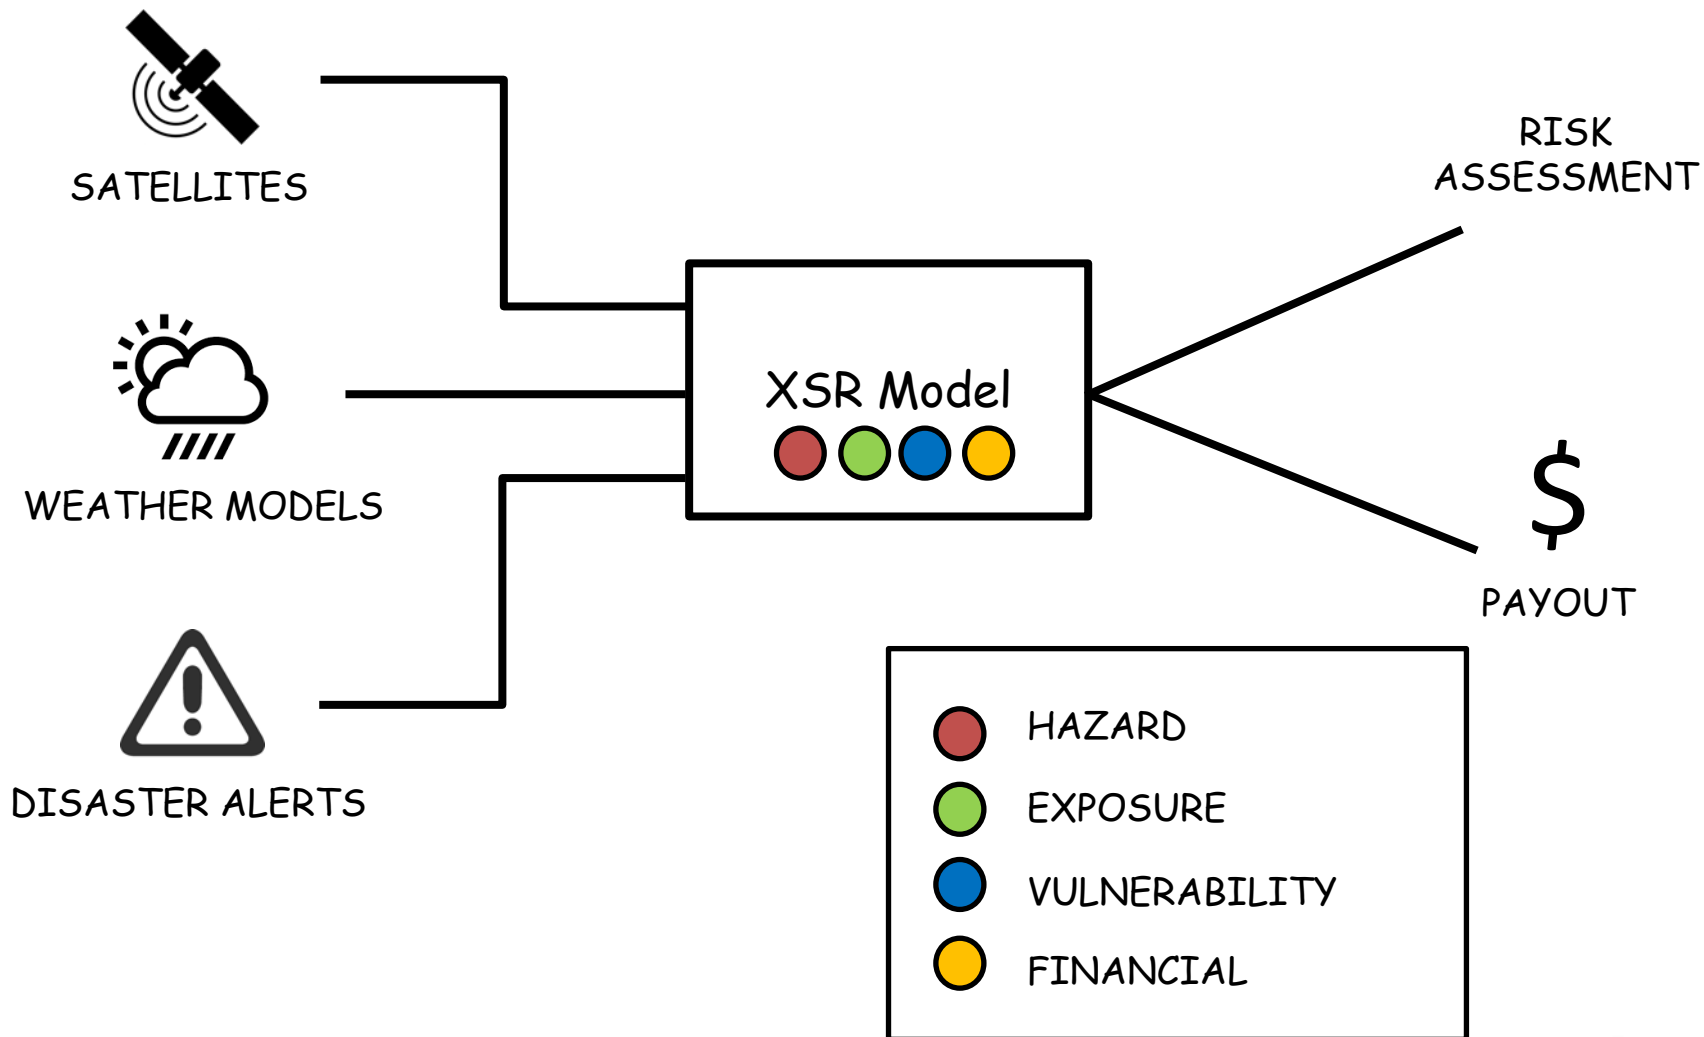 SATELLITES
WEATHER MODELS
DISASTER ALERTS
XSR Model
RISK
ASSESSMENT
$
PAYOUT
HAZARD
EXPOSURE
VULNERABILITY
FINANCIAL